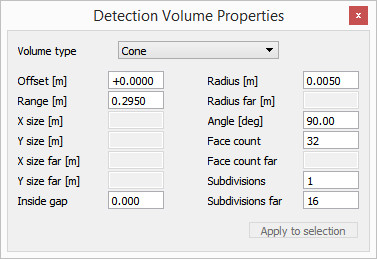 Detection Volume Properties
x
Volume type
Cone
Offset [m]
+0.0000
Radius [m]
0.0050
Range [m]
0.2950
Radius far [m]
X size [m]
Angle [deg]
90.00
Y size [m]
Face count
32
X size far [m]
Face count far
Y size far [m]
Subdivisions
1
Inside gap
0.000
Subdivisions far
16
Apply to selection